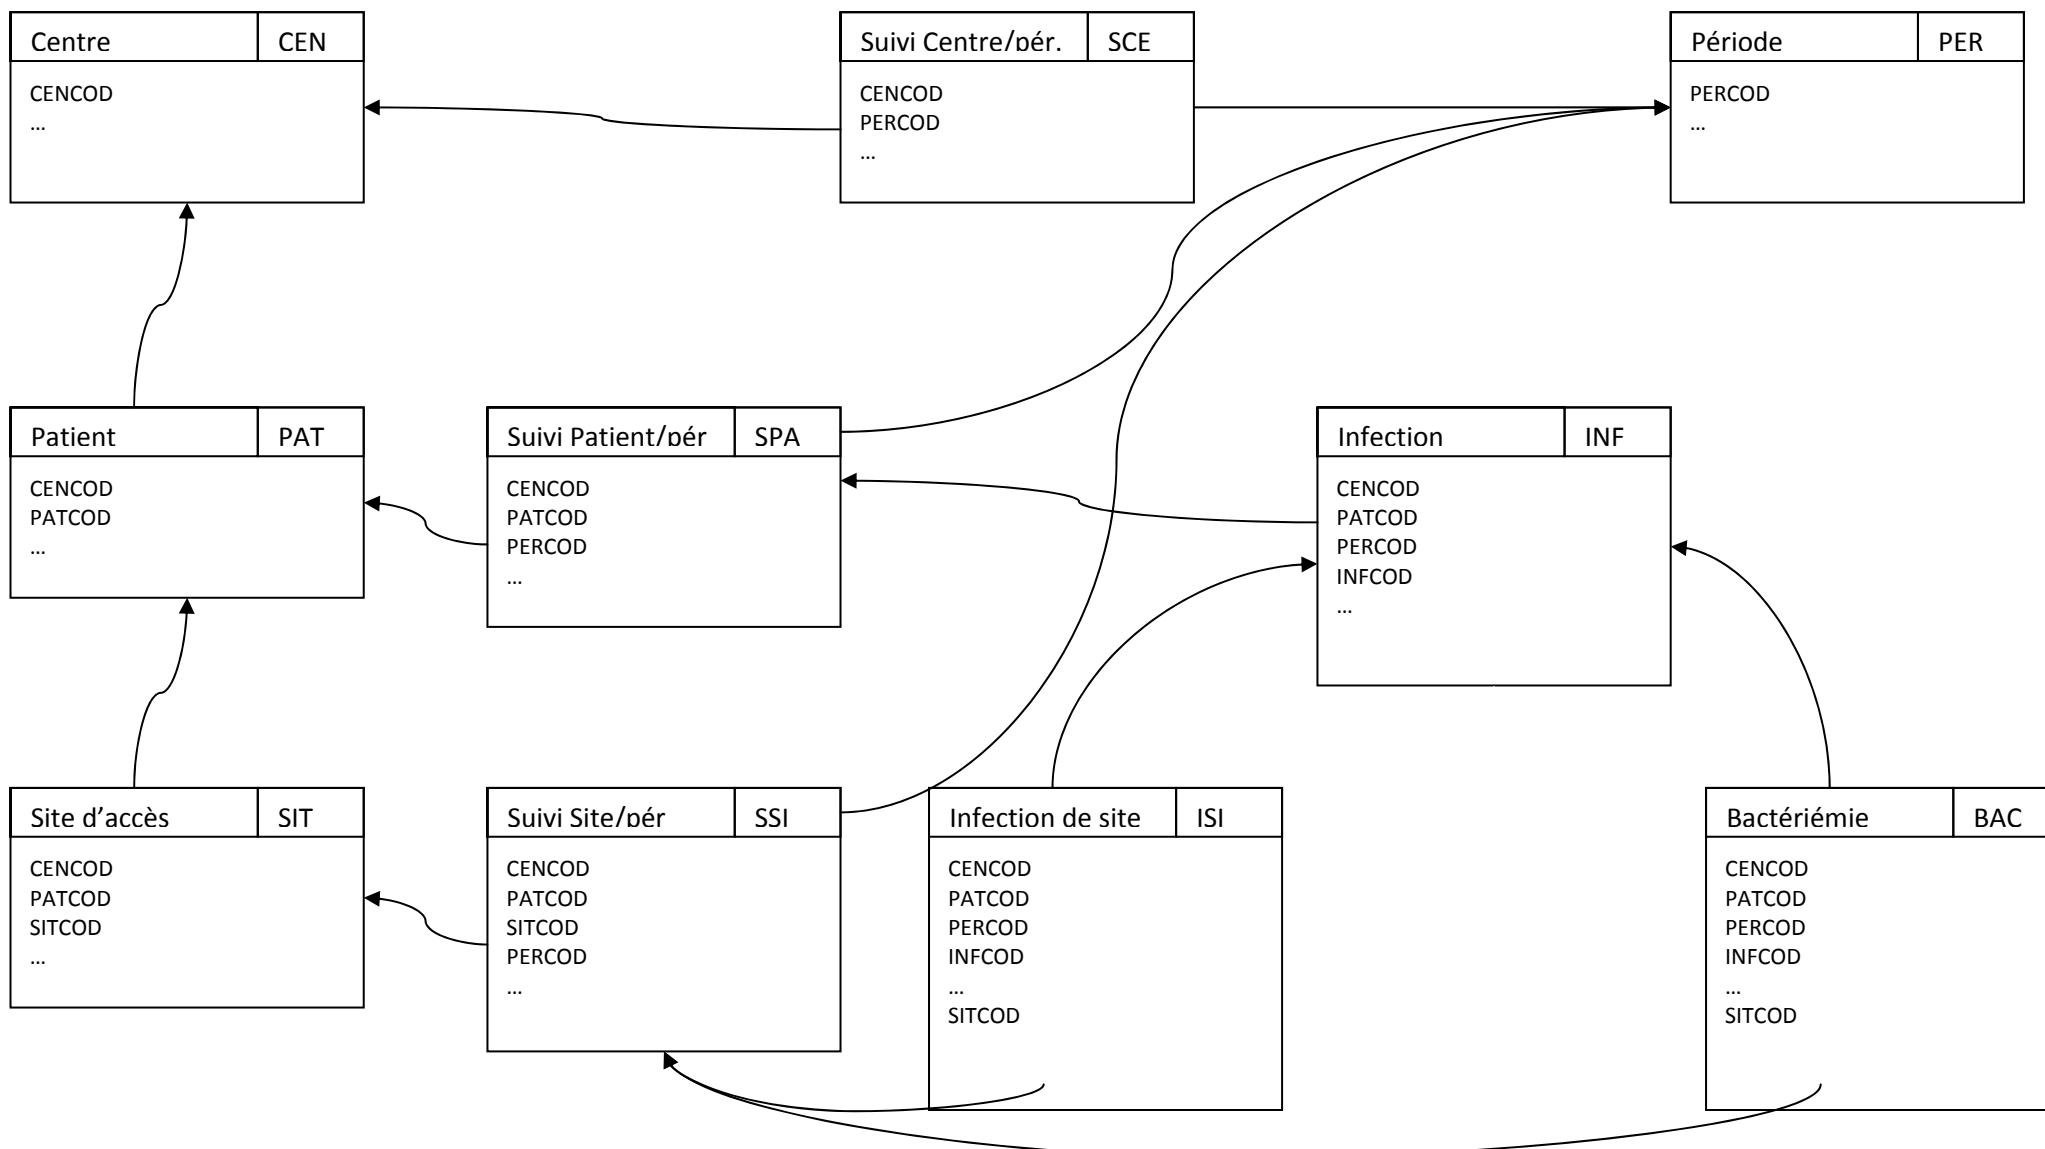 Centre CEN
CENCOD
...
Suivi Centre/pér. SCE
CENCOD
PERCOD
...
Période PER
PERCOD
...
Patient PAT
CENCOD
PATCOD
...
Suivi Patient/pér SPA
CENCOD
PATCOD
PERCOD
...
Infection INF
CENCOD
PATCOD
PERCOD
INFCOD
...
Site d’accès SIT
CENCOD
PATCOD
SITCOD
...
Suivi Site/pér SSI
CENCOD
PATCOD
SITCOD
PERCOD
...
Infection de site ISI
CENCOD
PATCOD
PERCOD
INFCOD
...
SITCOD
Bactériémie BAC
CENCOD
PATCOD
PERCOD
INFCOD
...
SITCOD